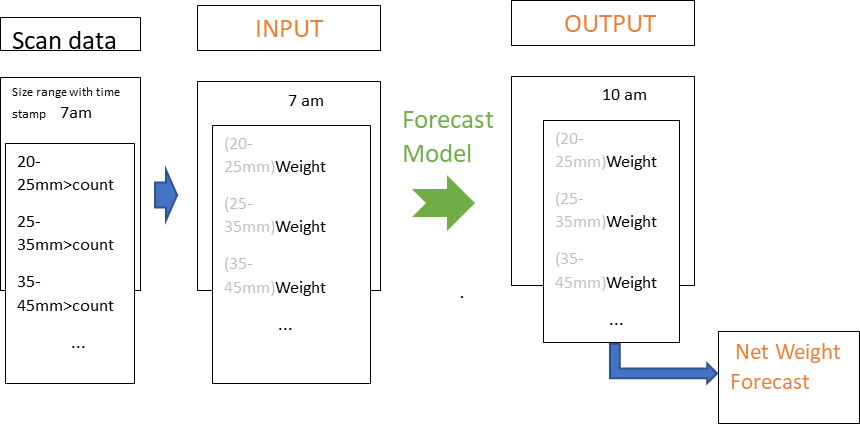 Scan data
Size range with time
stamp 7am
20-
25mm>count
25-
35mm>count
35-
45mm>count
...
INPUT
7 am
(20-
25mm)Weight
(25-
35mm)Weight
(35-
45mm)Weight
...
Forecast
Model
.
OUTPUT
10 am
(20-
25mm)Weight
(25-
35mm)Weight
(35-
45mm)Weight
...
Net Weight
Forecast